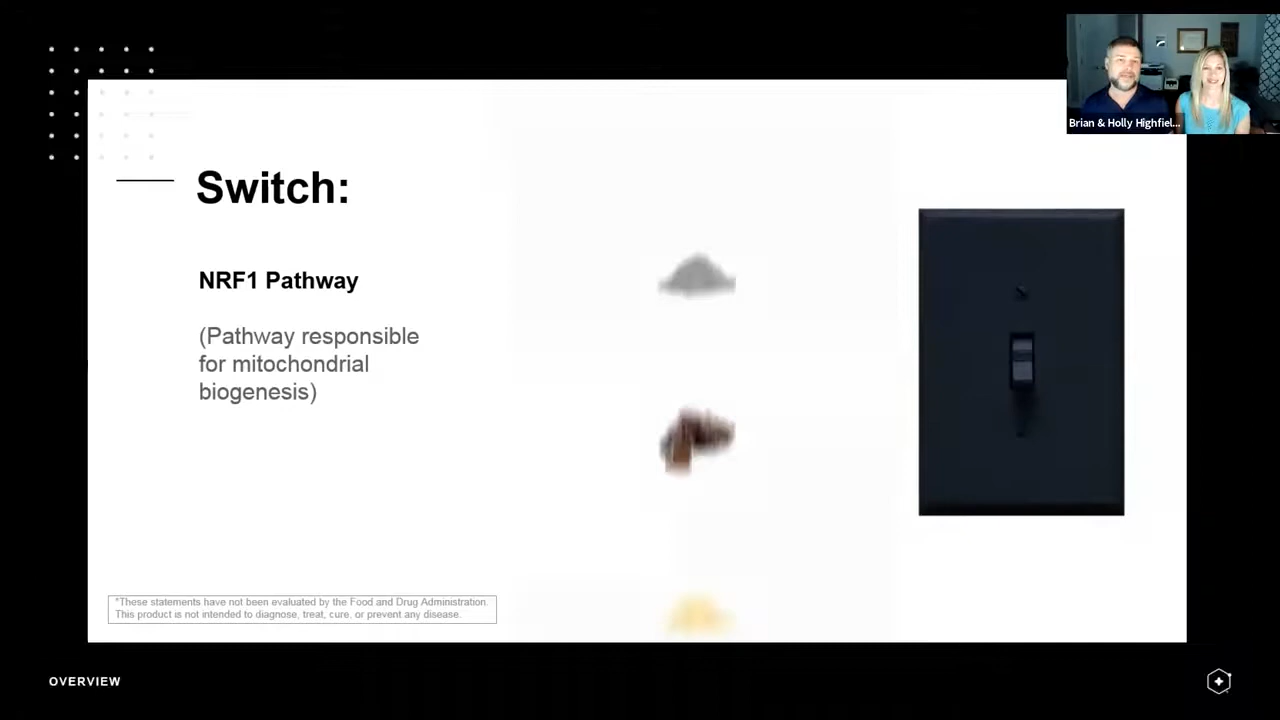 Brian & Holly Highfiel...
Switch:
NRF1 Pathway
(Pathway responsible
for mitochondrial
biogenesis)
*These statements have not been evaluated by the Food and Drug Administration.
This product is not intended to diagnose, treat, cure, or prevent any disease.
OVERVIEW